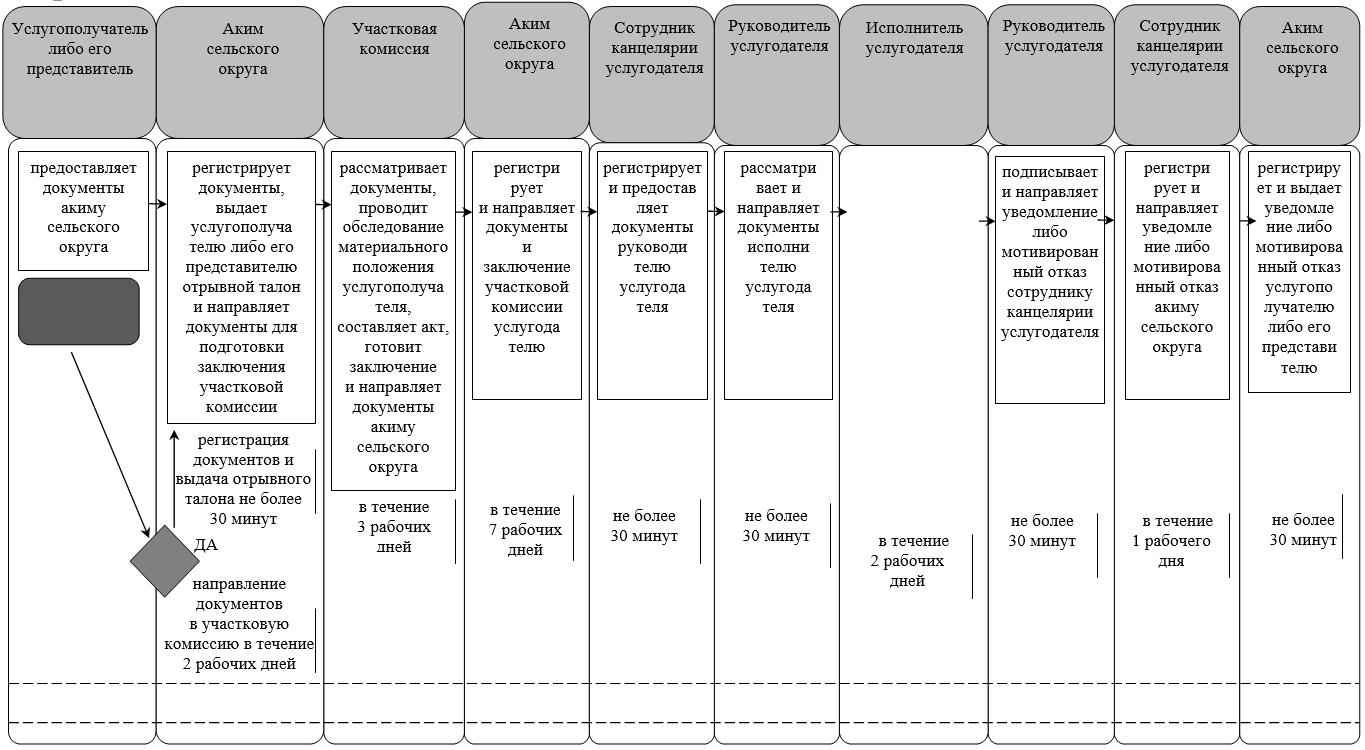 Услугополучатель
либо его
представитель
Аким
сельского
округа
Участковая
комиссия
Аким
сельского
округа
Сотрудник
канцелярии
услугодателя
Руководитель
услугодателя
Исполнитель
услугодателя
Руководитель
услугодателя
Сотрудник
канцелярии
услугодателя
Аким
сельского
округа
предоставляет
документы
акиму
сельского
округа
регистрирует
документы,
выдает
услугополуча
телю либо его
представителю
отрывной талон
и направляет
документы для
подготовки
заключения
участковой
комиссии
рассматривает
документы,
проводит
обследование
материального
положения
услугополуча
теля,
составляет акт,
готовит
заключение
и направляет
документы
акиму
сельского
округа
регистри
рует
и направляет
документы
и
заключение
участковой
комиссии
услугода
телю
регистрирует
и предостав
ляет
документы
руководи
телю
услугода
теля
рассматри
вает и
направляет
документы
исполни
телю
услугода
теля
подписывает
и направляет
уведомление
либо
мотивирован
ный отказ
сотруднику
канцелярии
услугодателя
регистри
рует и
направляет
уведомле
ние либо
мотивирова
нный отказ
акиму
сельского
округа
регистриру
ет и выдает
уведомле
ние либо
мотивирова
нный отказ
услугопо
лучателю
либо его
представи
телю
регистрация
документов и
выдача отрывного
талона не более
30 минут
ДА
направление
документов
в участковую
комиссию в течение
2 рабочих дней
в течение
3 рабочих
дней
в течение
7 рабочих
дней
не более
30 минут
не более
30 минут
в течение
2 рабочих
дней
не более
30 минут
в течение
1 рабочего
дня
не более
30 минут